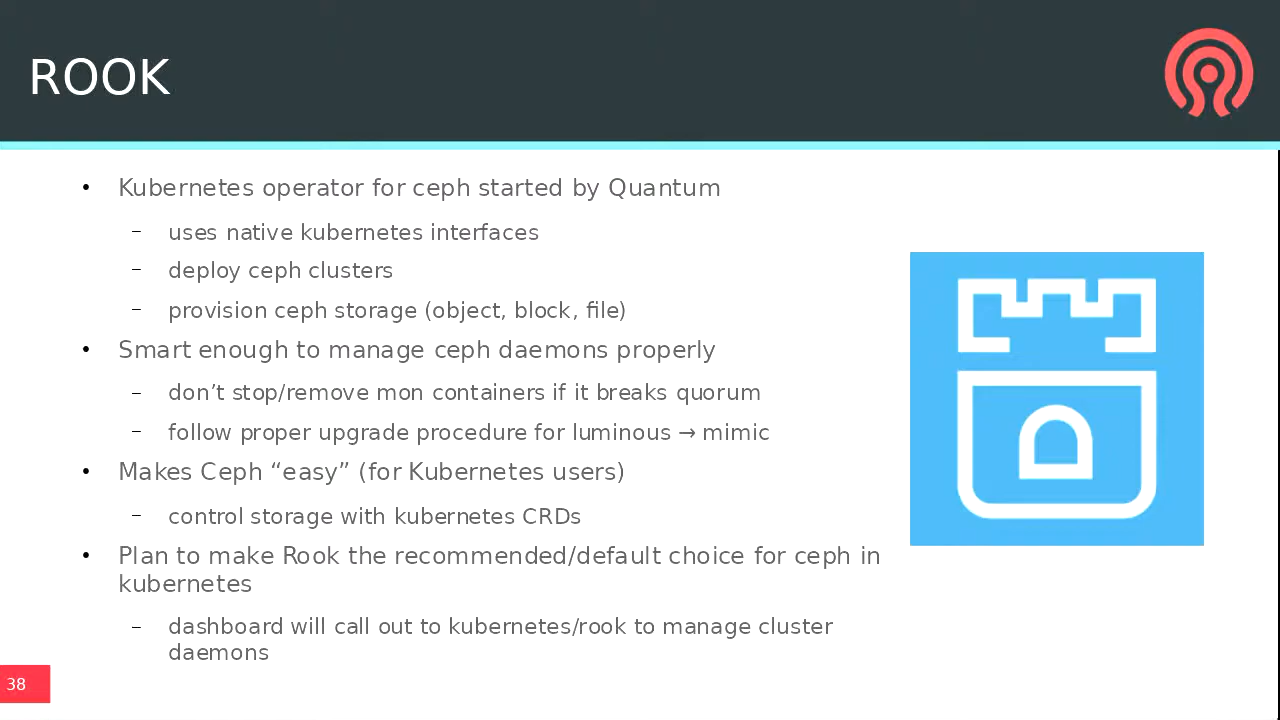 ROOK
• Kubernetes operator for ceph started by Quantum
– uses native kubernetes interfaces
– deploy ceph clusters
– provision ceph storage (object, block, file)
• Smart enough to manage ceph daemons properly
– don’t stop/remove mon containers if it breaks quorum
– follow proper upgrade procedure for luminous → mimic
• Makes Ceph “easy” (for Kubernetes users)
– control storage with kubernetes CRDs
• Plan to make Rook the recommended/default choice for ceph in
kubernetes
– dashboard will call out to kubernetes/rook to manage cluster
daemons
38